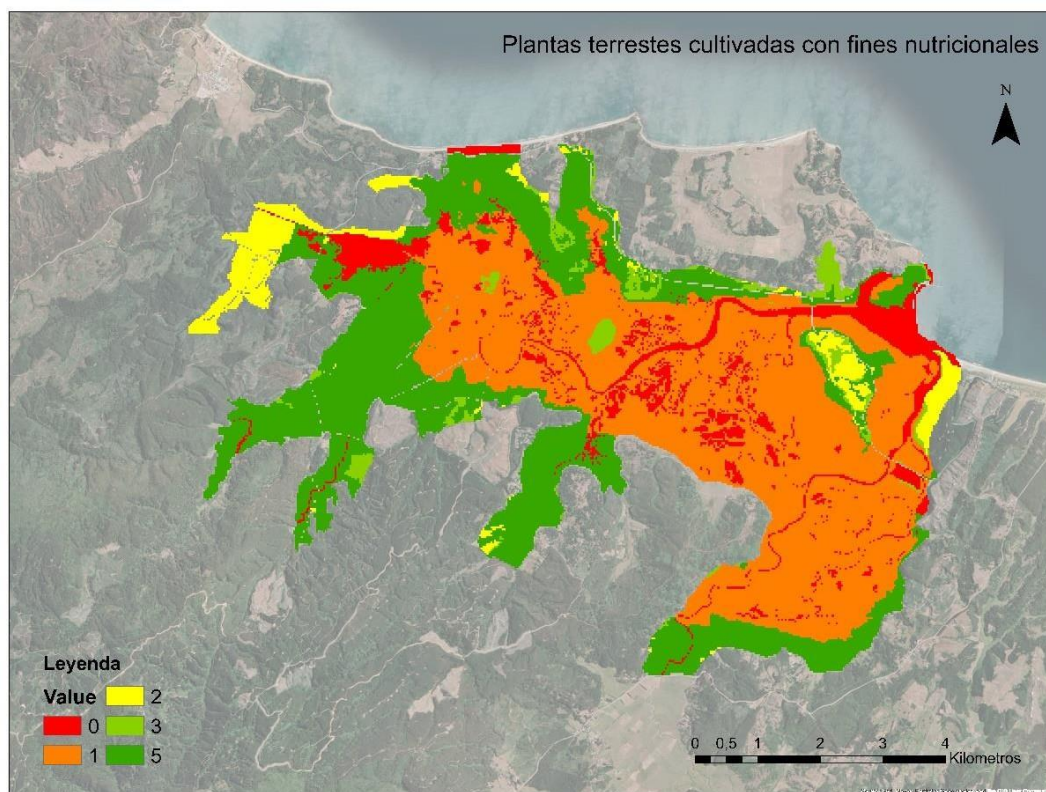 Plantas terrestes cultivadas con fines nutricionales
N
Leyenda
Value
2
0
3
1
5
0 0,5 1 2 3 4
Kilometros